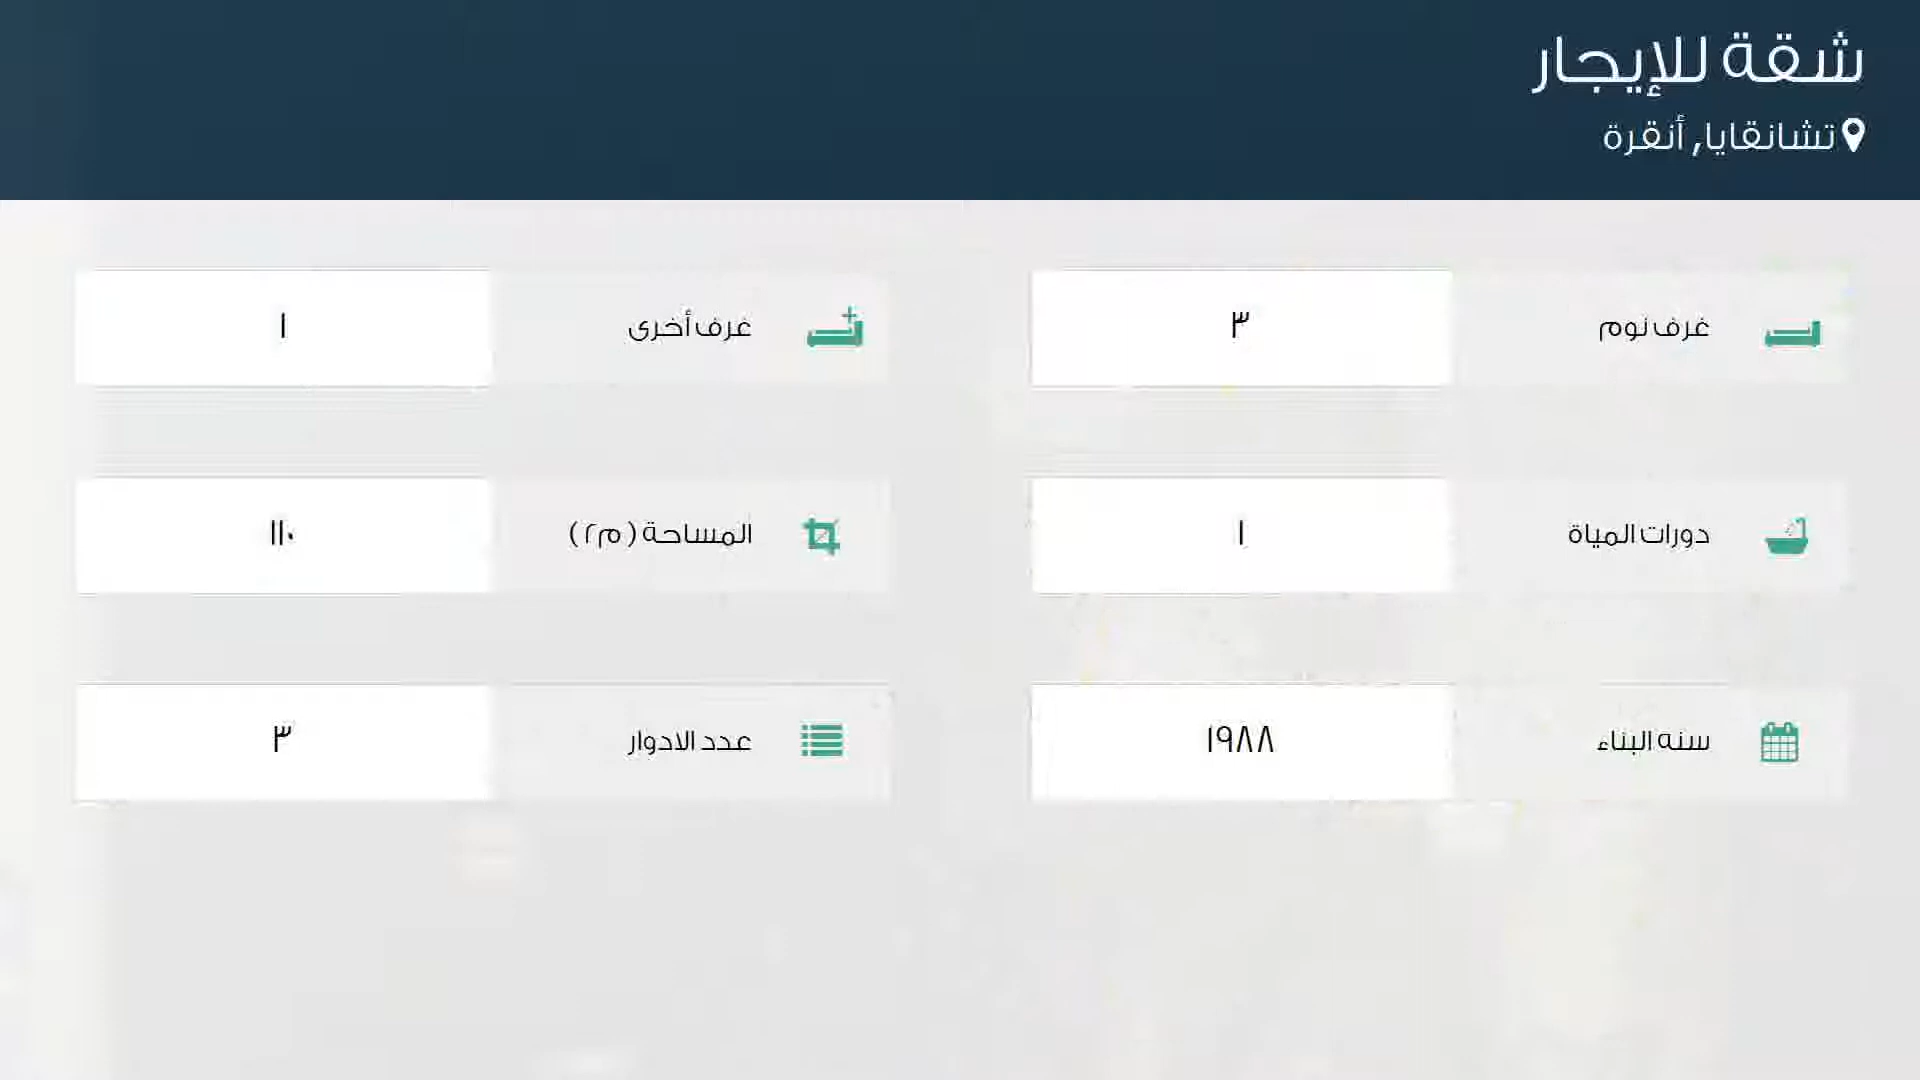 شقة للإيجار
تشانقايا, أنقرة
غرف نوم
٣
غرف أخرى
١
دورات المياة
١
المساحة (م٢)
١١٠
سنه البناء
١٩٨٨
عدد الادوار
٣